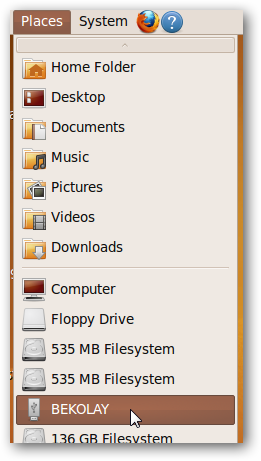 Places System
Home Folder
Desktop
Documents
Music
Pictures
Videos
Downloads
Computer
Floppy Drive
535 MB Filesystem
535 MB Filesystem
BEKOLAY
136 GB Filesystem